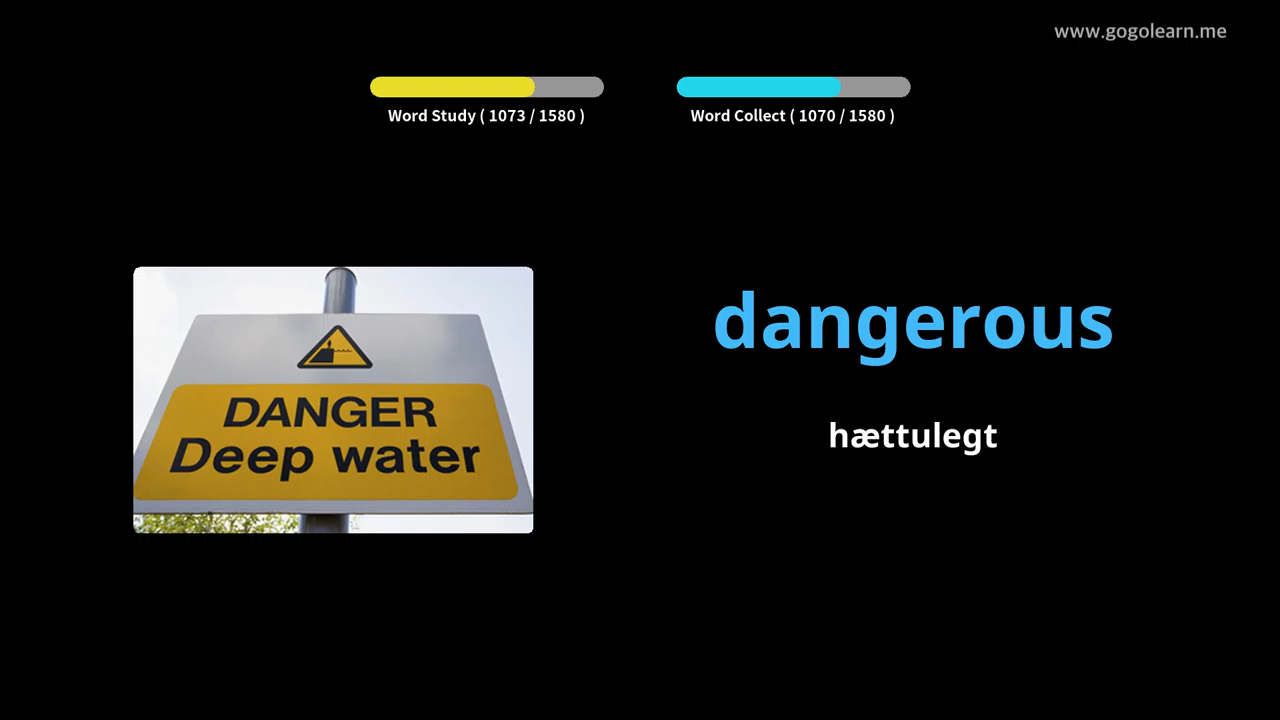 www.gogolearn.me
Word Study ( 1073 / 1580 )
Word Collect ( 1070 / 1580 )
dangerous
hættulegt
DANGER
Deep water